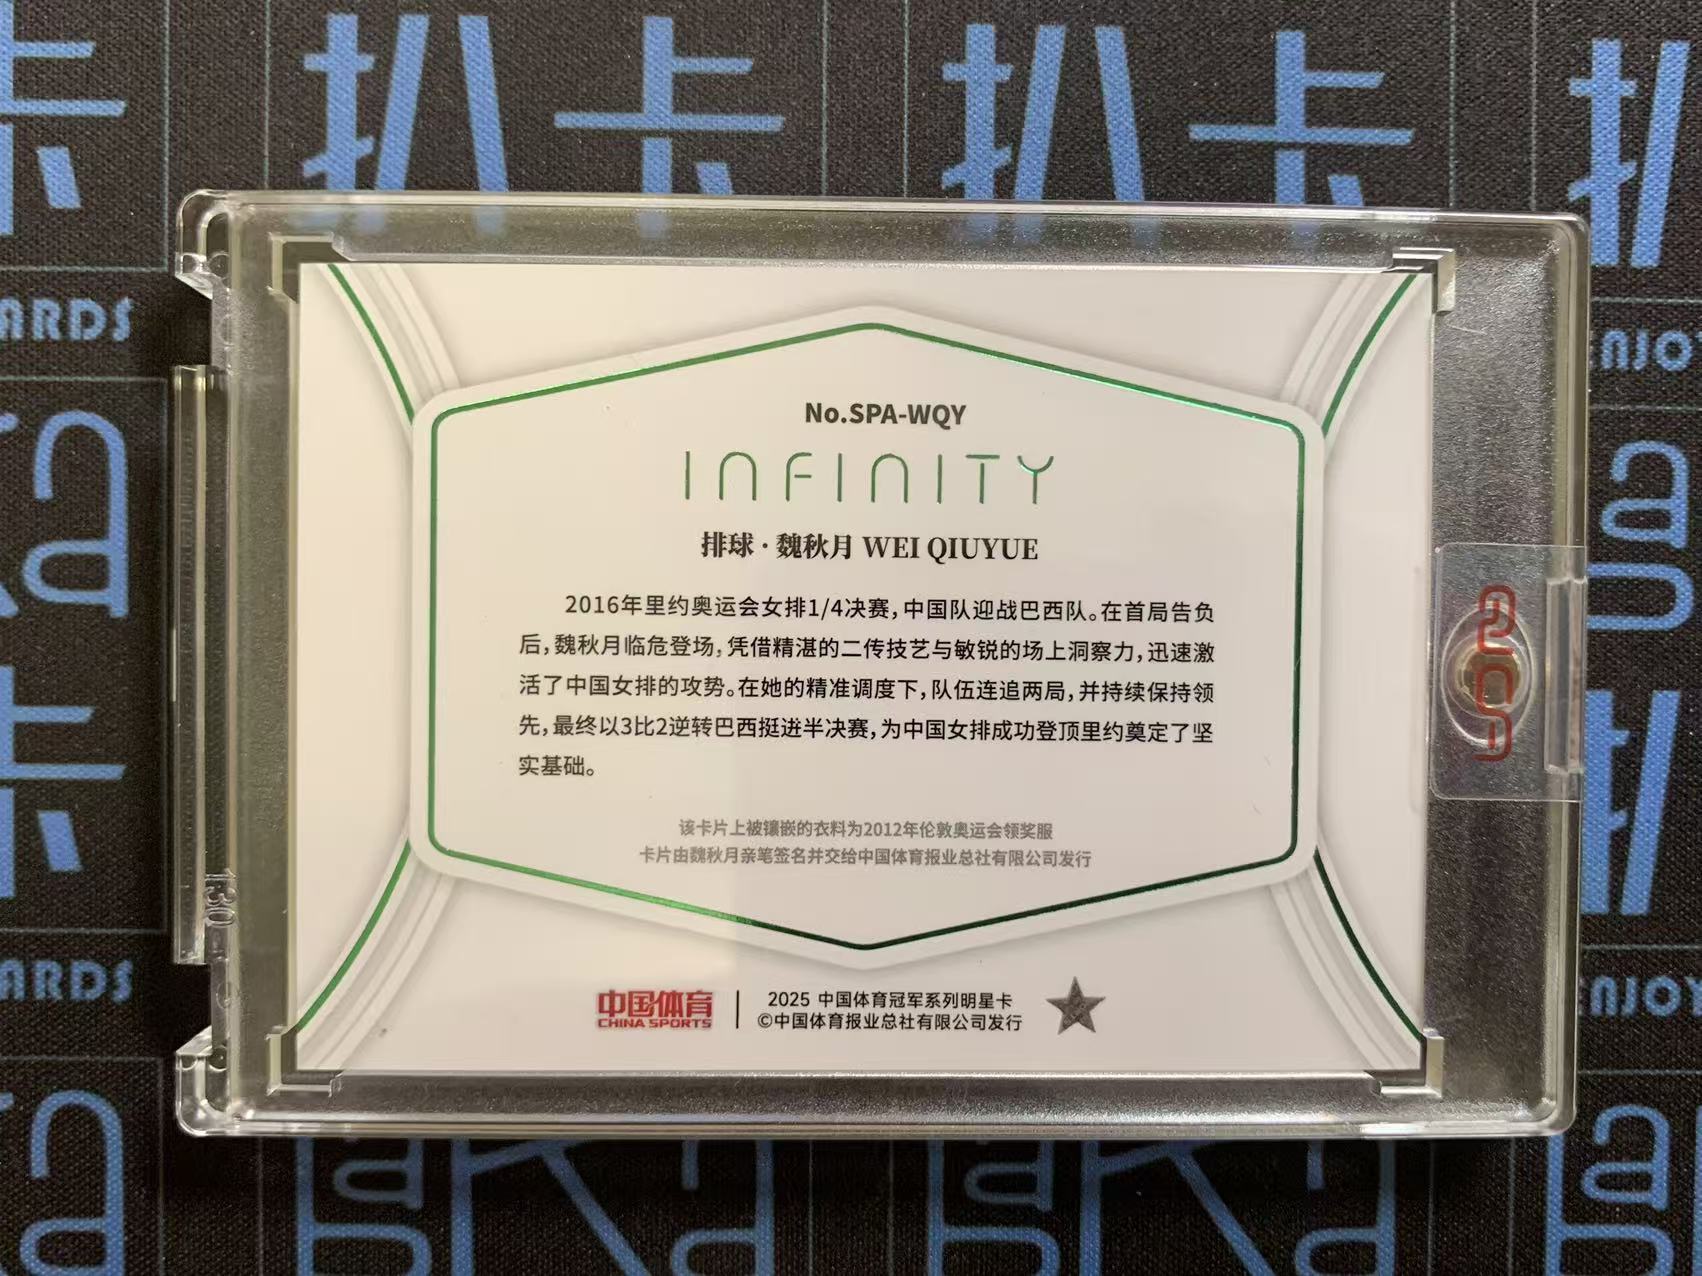 扒卡
扒卡
ARDS
ENJOY
No.SPA-WQY
INFINITY
排球·魏秋月 WEI QIUYUE
2016年里约奥运会女排1/4决赛，中国队迎战巴西队。在首局告负
后，魏秋月临危登场，凭借精湛的二传技艺与敏锐的场上洞察力，迅速激
活了中国女排的攻势。在她的精准调度下，队伍连追两局，并持续保持领
先，最终以3比2逆转巴西挺进半决赛，为中国女排成功登顶里约奠定了坚
实基础。
该卡片上被镶嵌的衣料为2012年伦敦奥运会领奖服
卡片由魏秋月亲笔签名并交给中国体育报业总社有限公司发行
中国体育
CHINA SPORTS
2025 中国体育冠军系列明星卡
©中国体育报业总社有限公司发行
130
ARDS
ENJOY